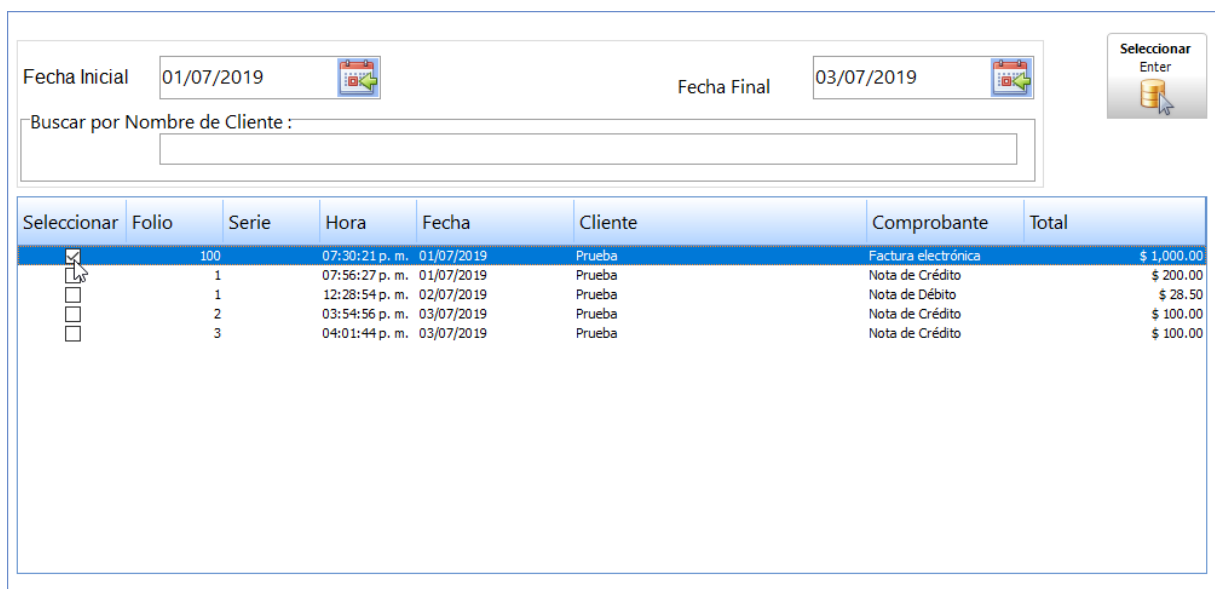 Seleccionar
Enter
Fecha Inicial 01/07/2019 Fecha Final 03/07/2019
Buscar por Nombre de Cliente :
Seleccionar Folio Serie Hora Fecha Cliente Comprobante Total
100 07:30:21 p. m. 01/07/2019 Prueba Factura electrónica $ 1,000.00
1 07:56:27 p. m. 01/07/2019 Prueba Nota de Crédito $ 200.00
1 12:28:54 p. m. 02/07/2019 Prueba Nota de Débito $ 28.50
2 03:54:56 p. m. 03/07/2019 Prueba Nota de Crédito $ 100.00
3 04:01:44 p. m. 03/07/2019 Prueba Nota de Crédito $ 100.00